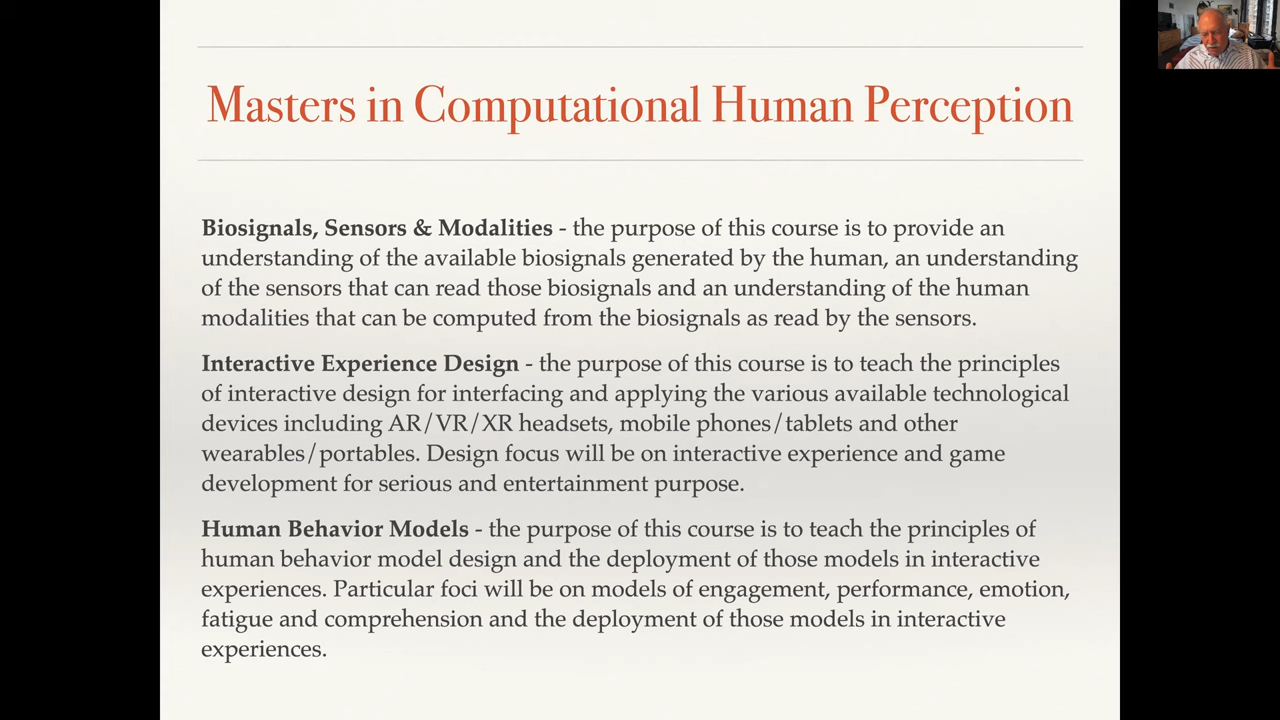 Masters in Computational Human Perception
Biosignals, Sensors & Modalities - the purpose of this course is to provide an
understanding of the available biosignals generated by the human, an understanding
of the sensors that can read those biosignals and an understanding of the human
modalities that can be computed from the biosignals as read by the sensors.
Interactive Experience Design - the purpose of this course is to teach the principles
of interactive design for interfacing and applying the various available technological
devices including AR/VR/XR headsets, mobile phones/tablets and other
wearables/portables. Design focus will be on interactive experience and game
development for serious and entertainment purpose.
Human Behavior Models - the purpose of this course is to teach the principles of
human behavior model design and the deployment of those models in interactive
experiences. Particular foci will be on models of engagement, performance, emotion,
fatigue and comprehension and the deployment of those models in interactive
experiences.